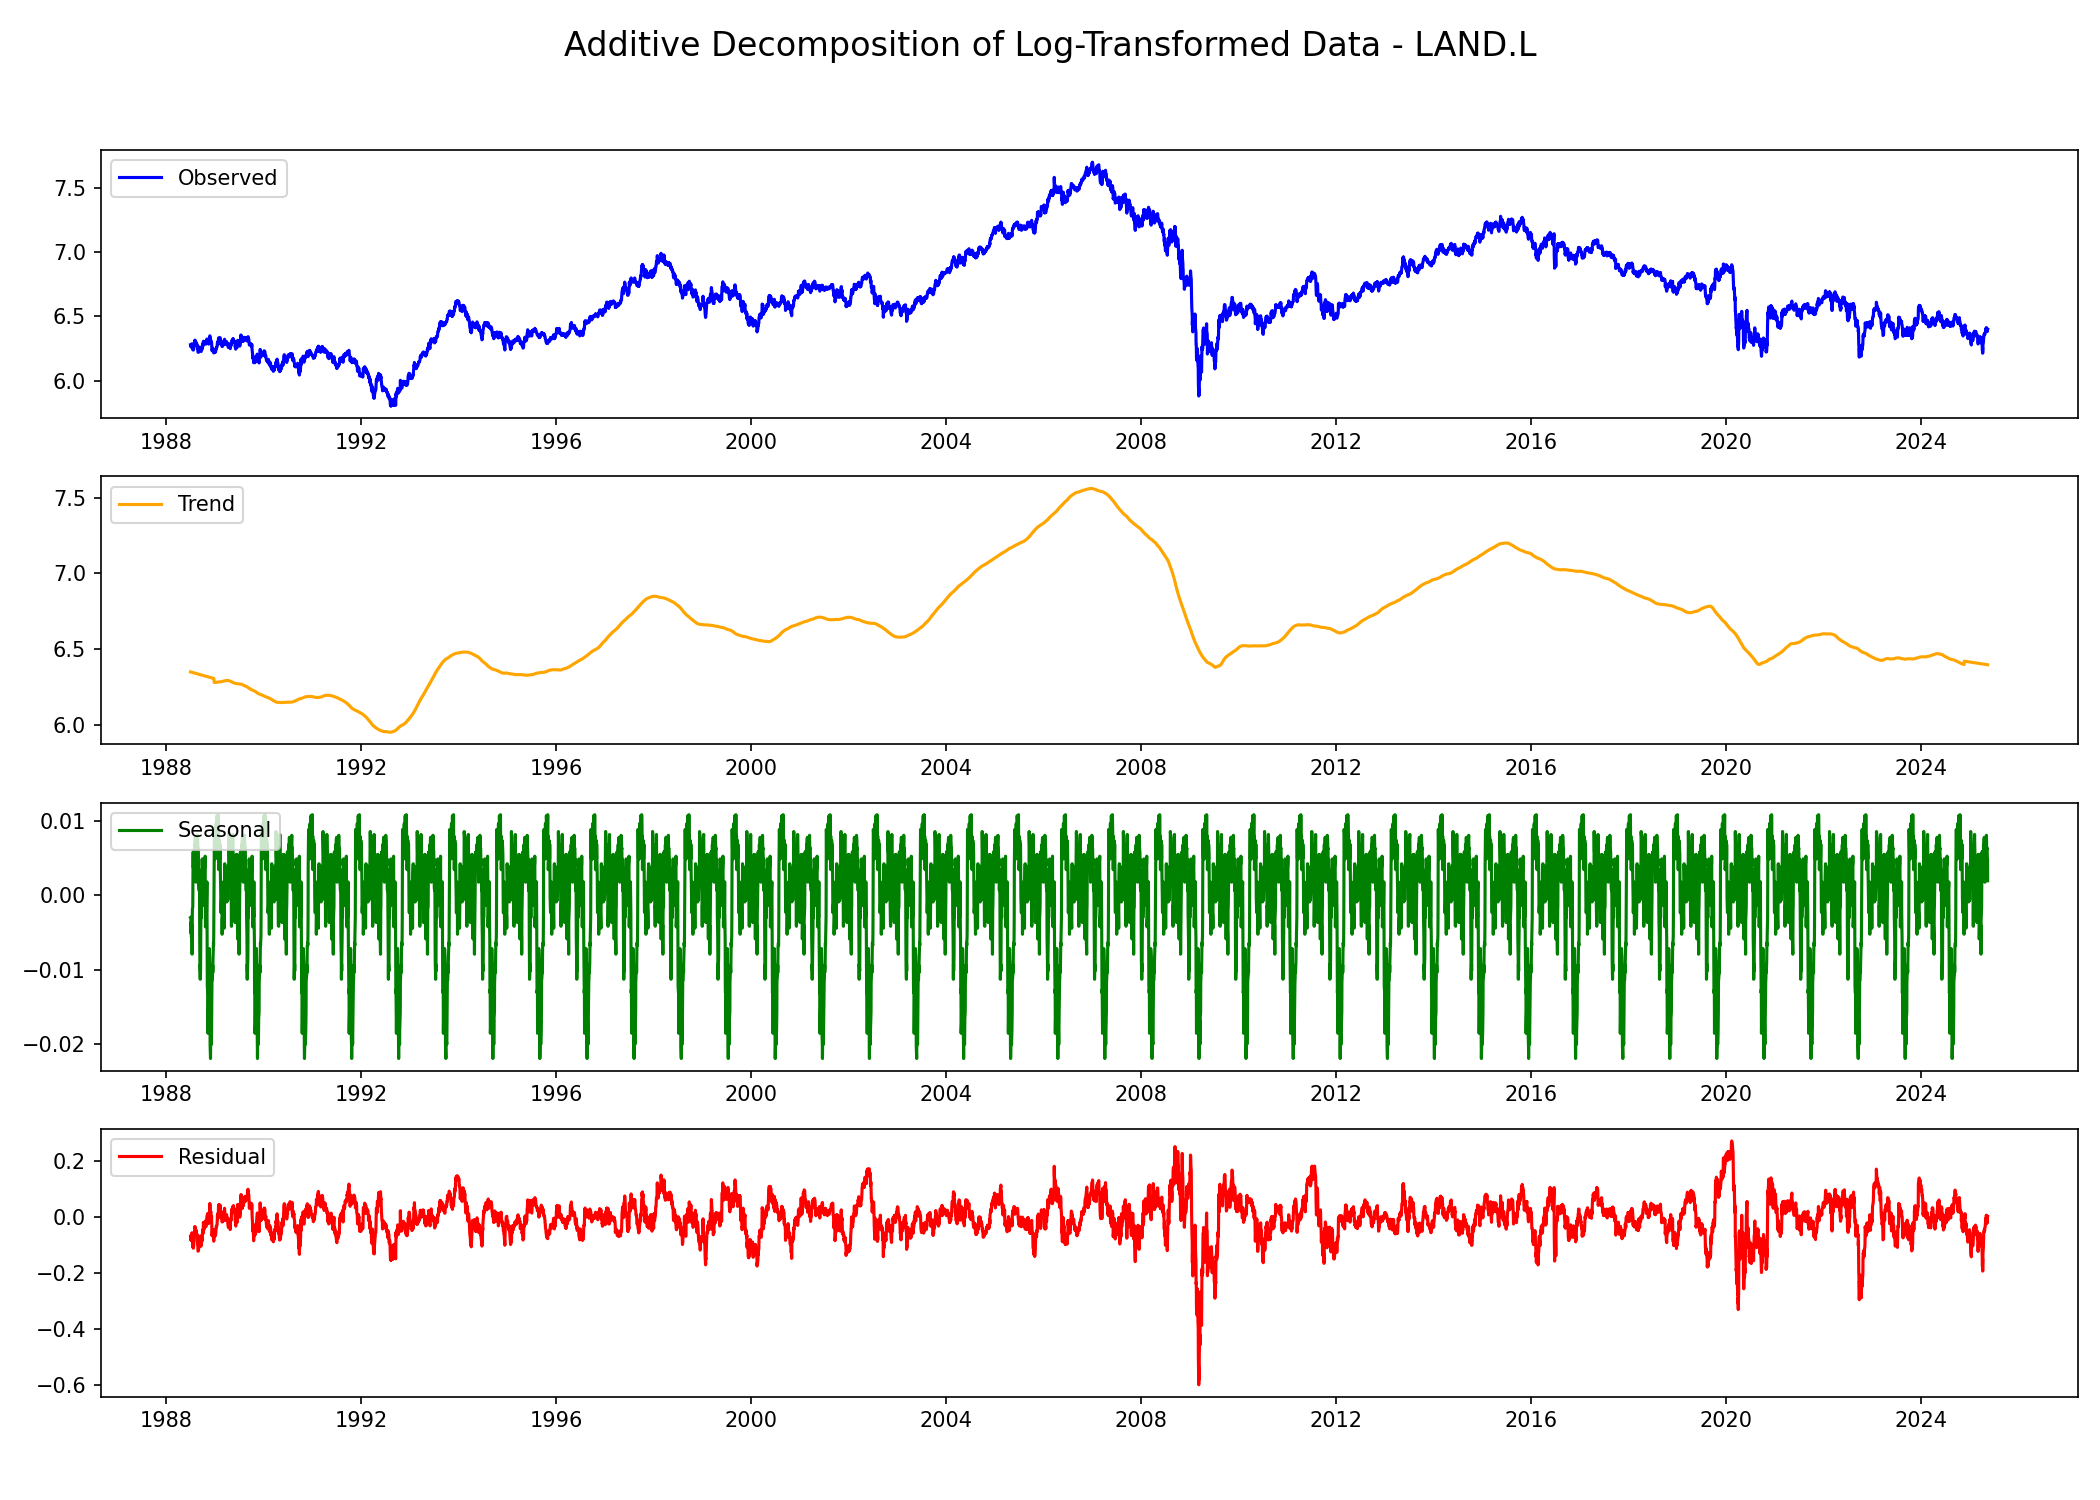 Additive Decomposition of Log-Transformed Data - LAND.L
Observed
7.5
7.0
6.5
6.0
1988 1992 1996 2000 2004 2008 2012 2016 2020 2024
Trend
7.5
7.0
6.5
6.0
1988 1992 1996 2000 2004 2008 2012 2016 2020 2024
Seasonal
0.01
0.00
−0.01
−0.02
1988 1992 1996 2000 2004 2008 2012 2016 2020 2024
Residual
0.2
0.0
−0.2
−0.4
−0.6
1988 1992 1996 2000 2004 2008 2012 2016 2020 2024